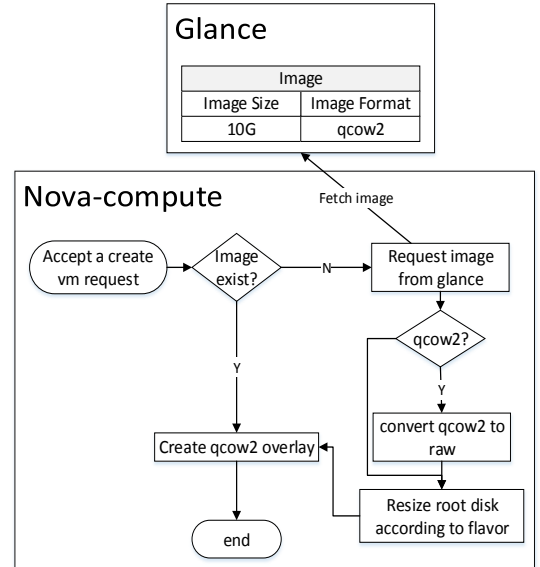 Glance
Image
Image Size Image Format
10G qcow2
Fetch image
Nova-compute
Accept a create
vm request
Image
exist?
N
Request image
from glance
qcow2?
Y
Y
convert qcow2 to
raw
Create qcow2 overlay
Resize root disk
according to flavor
end